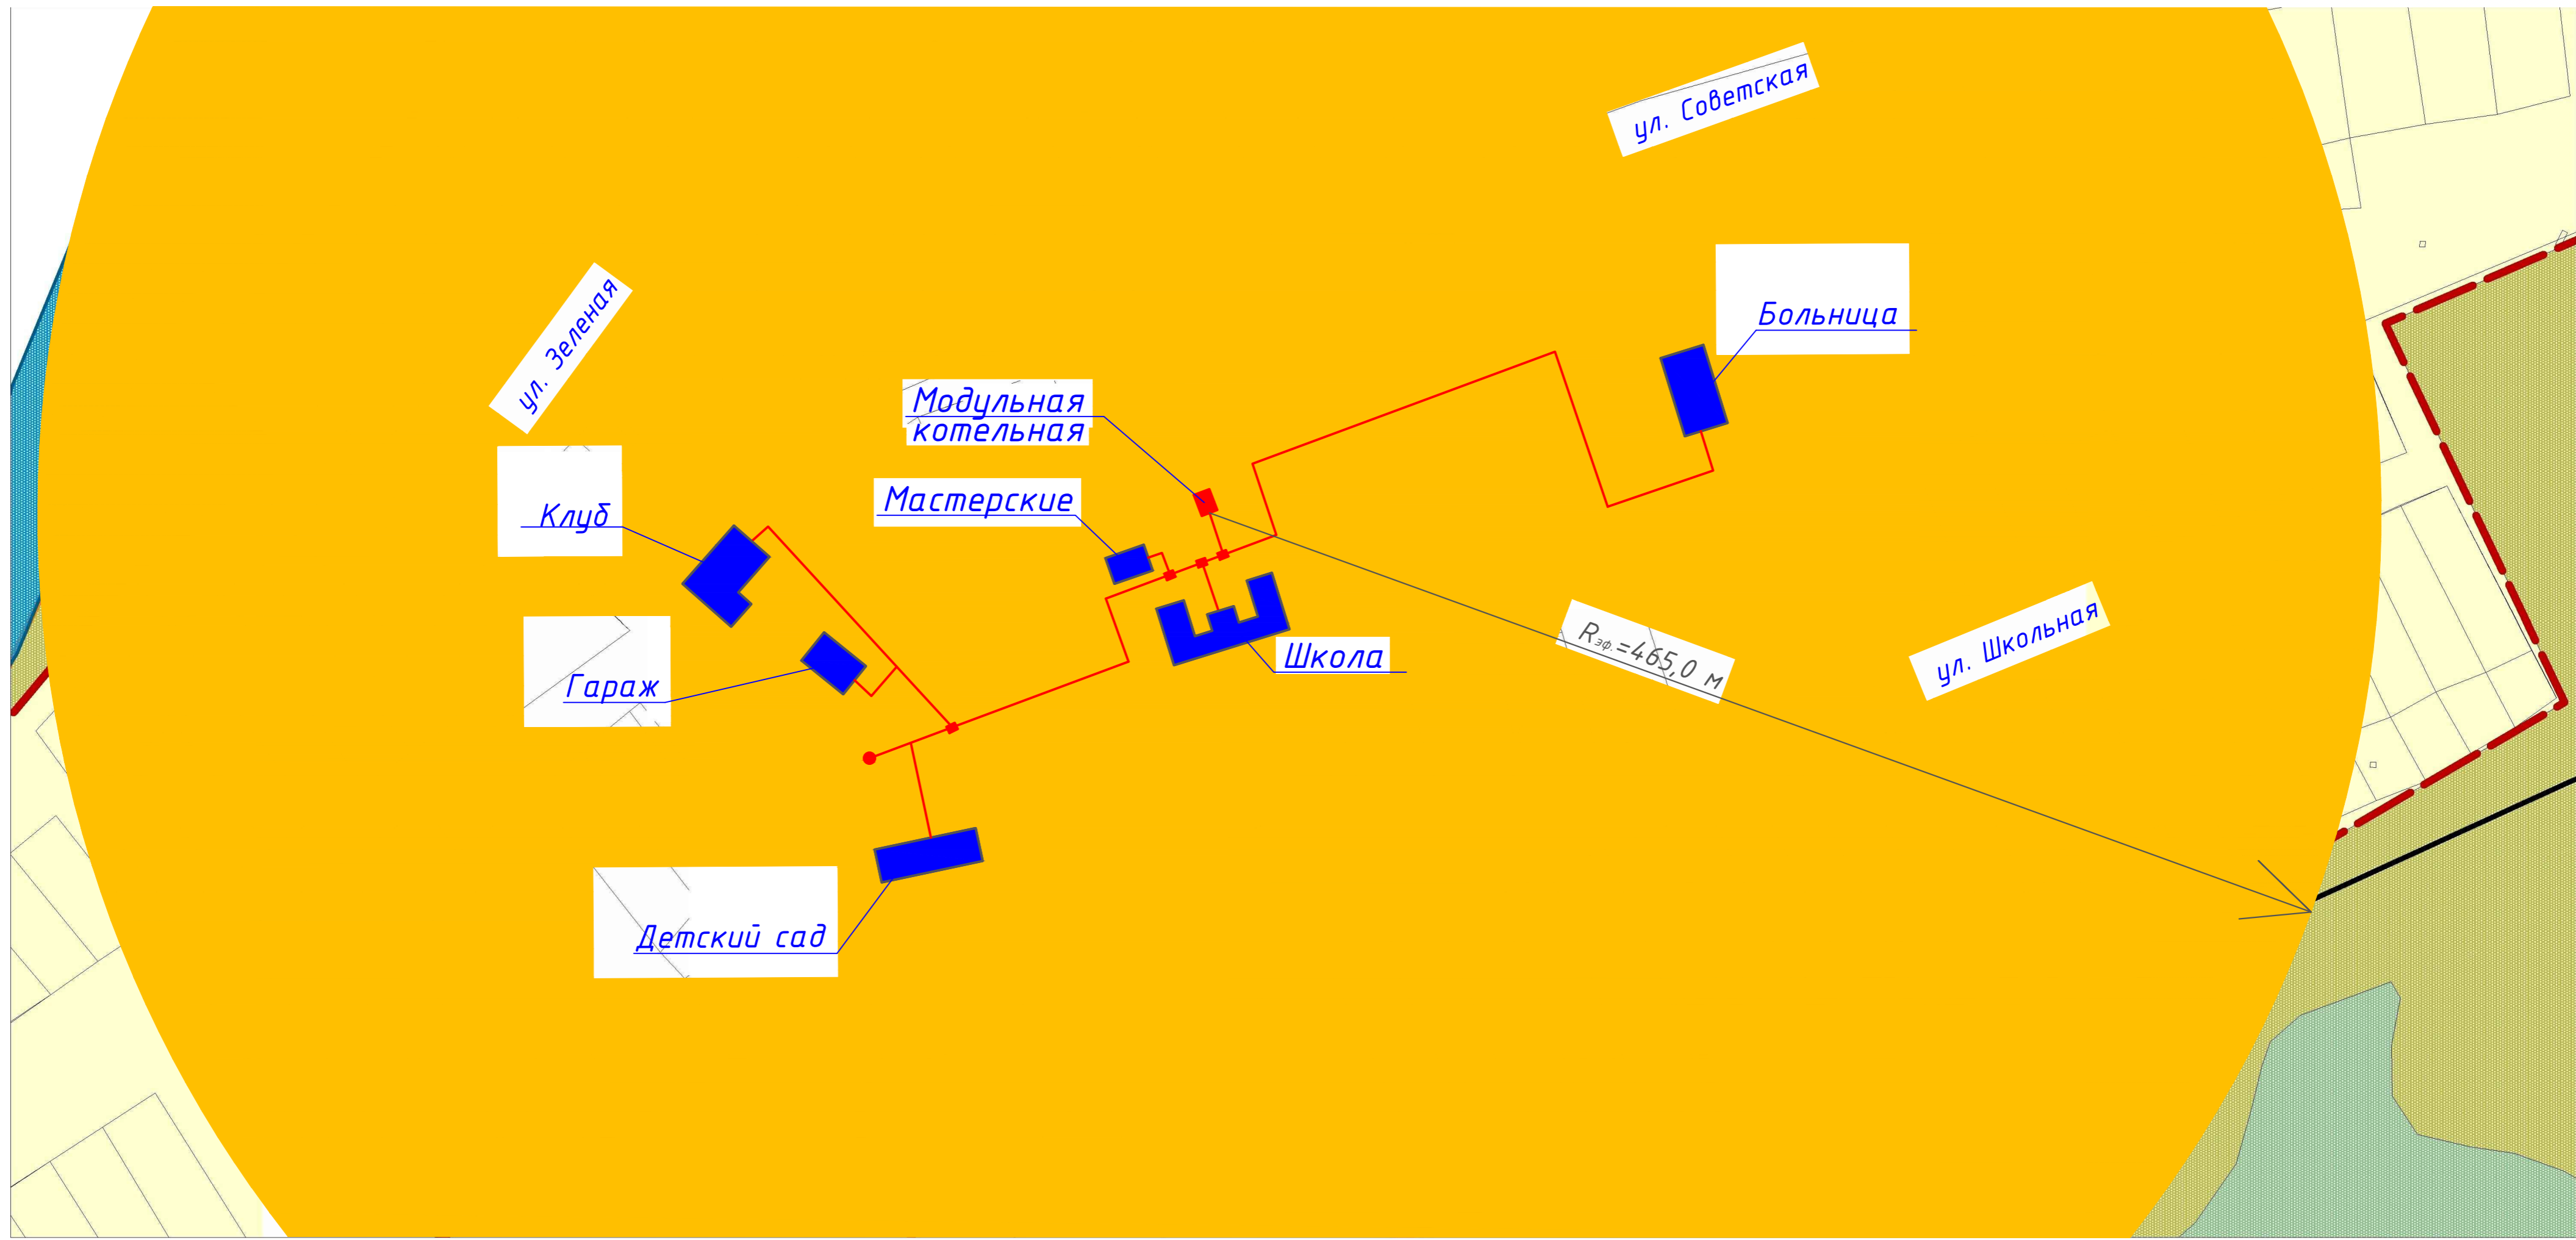 ул. Советская
ул. Зеленая
Больница
Модульная
котельная
Мастерские
Клуб
ул. Школьная
Rэф.=465,0 м
Школа
Гараж
Детский сад